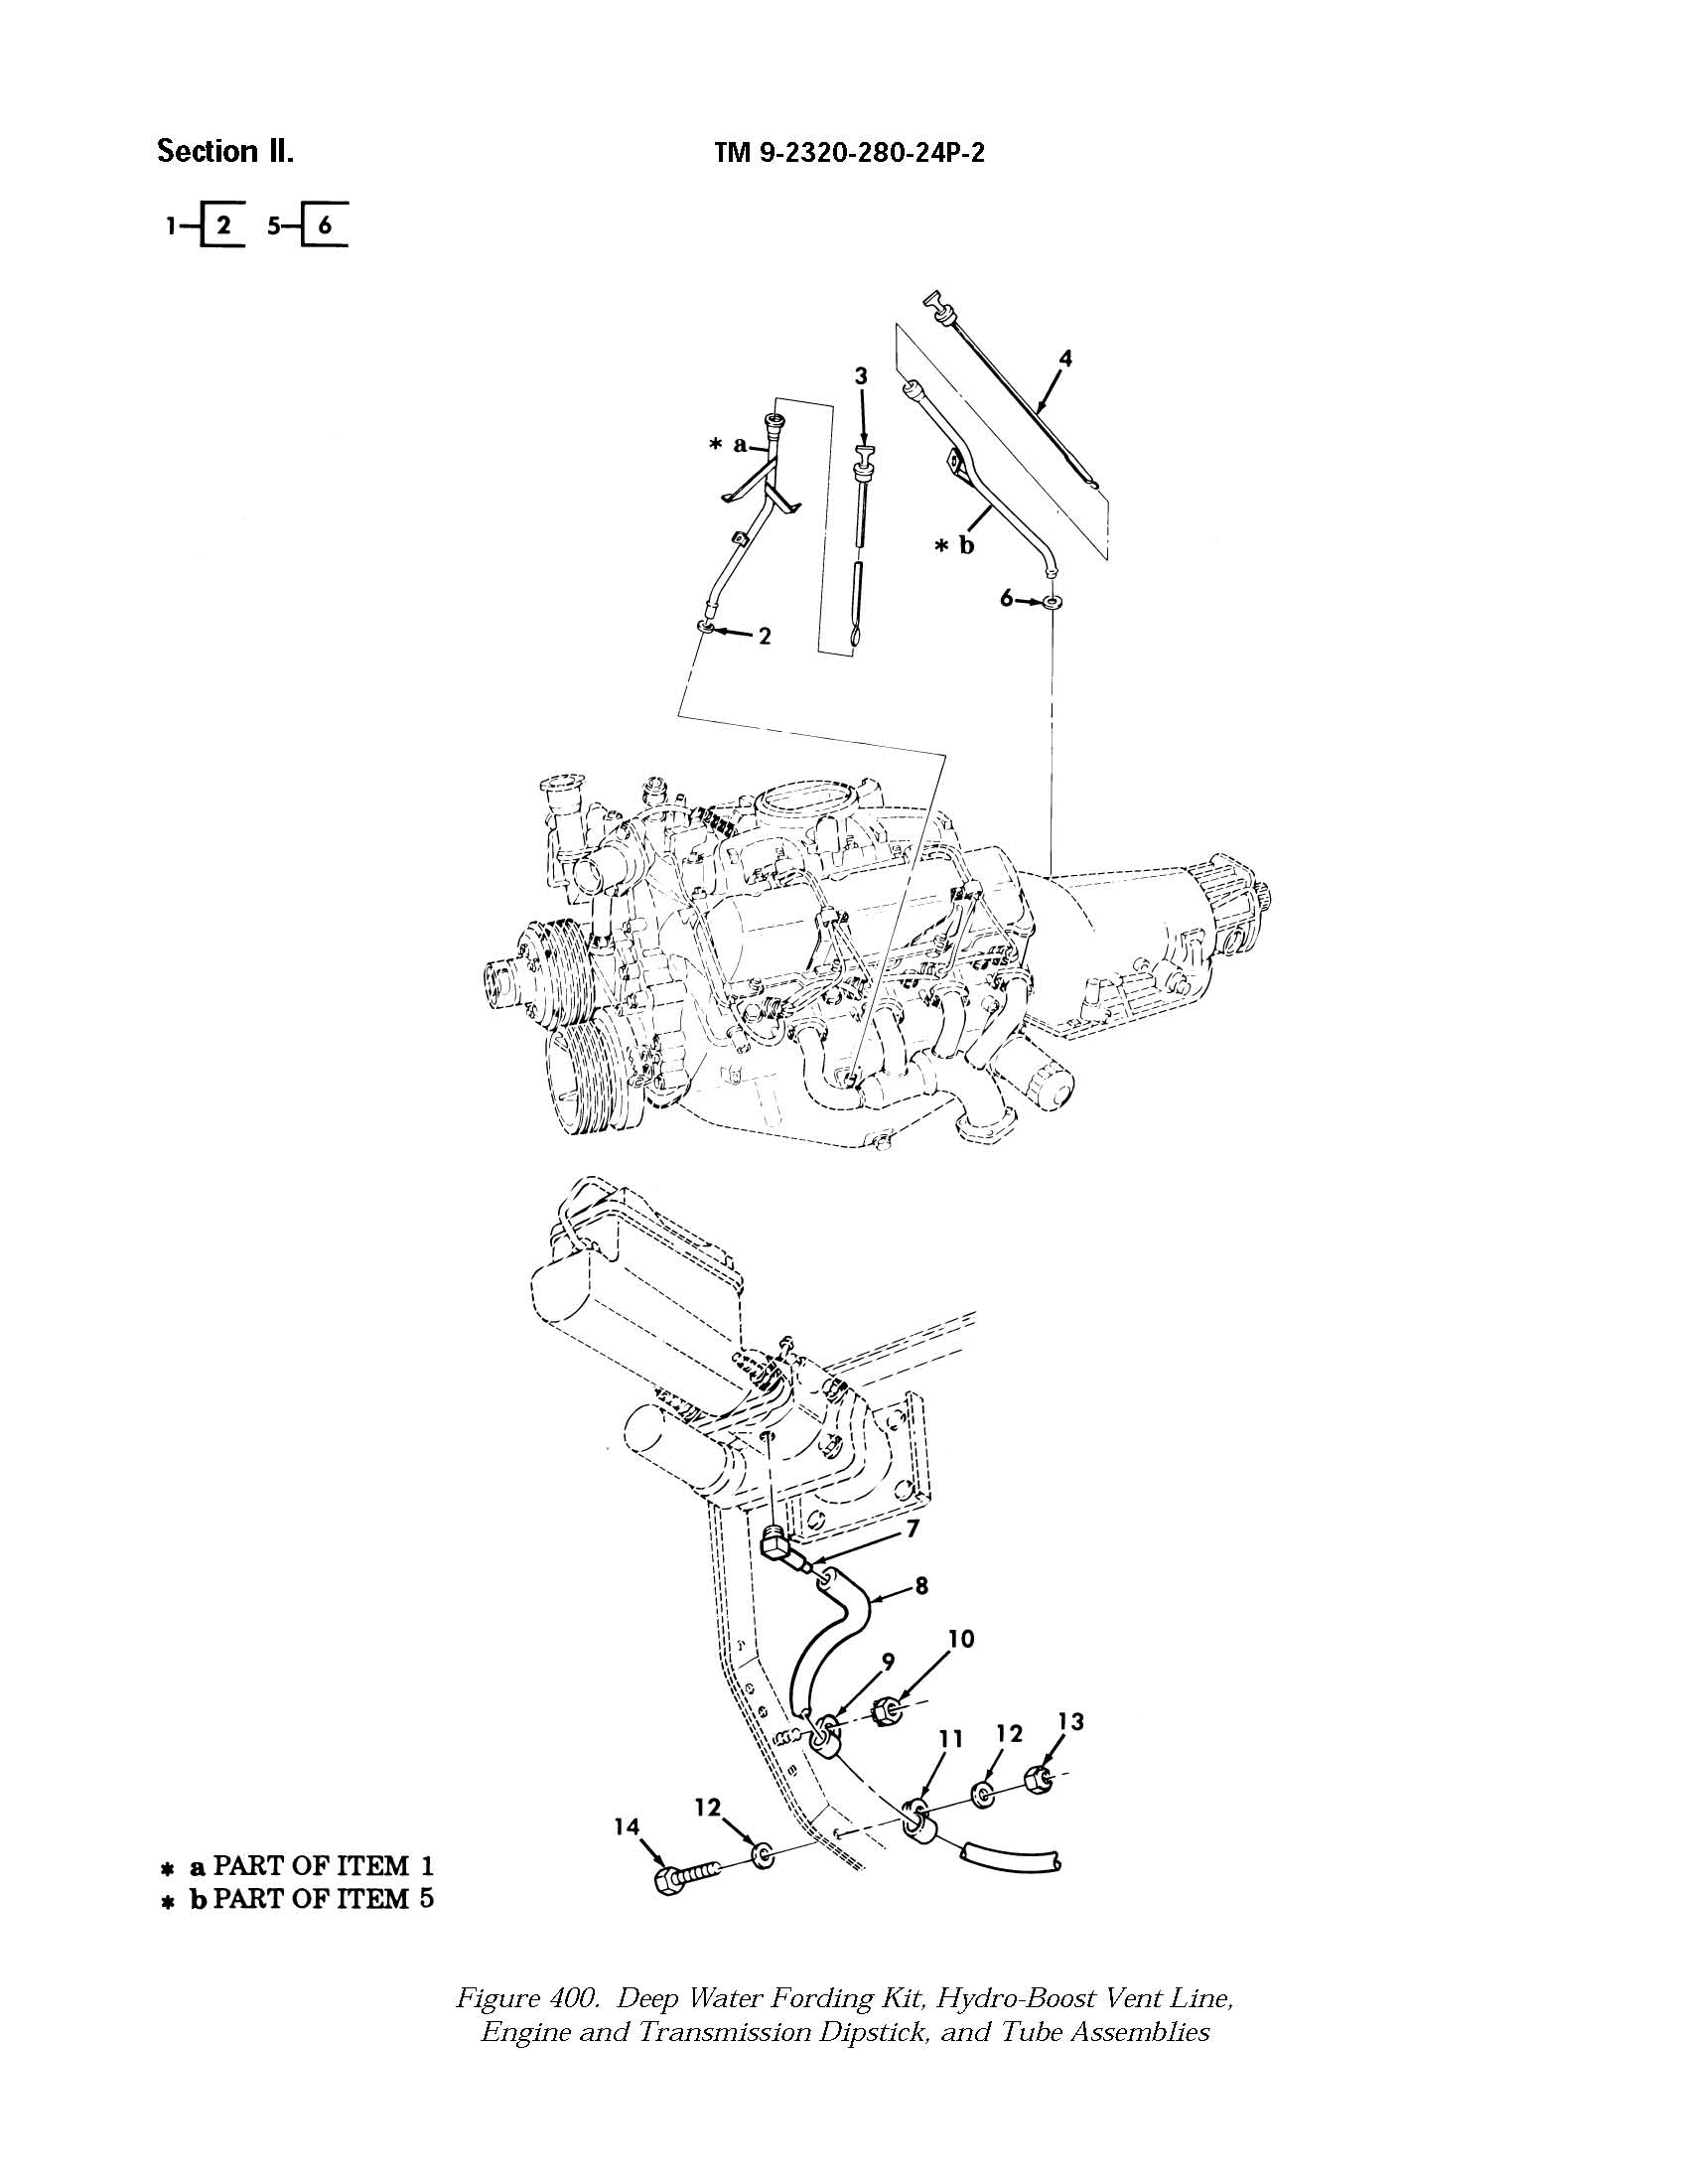 Section II.
TM 9-2320-280-24P-2
1 2 5 6
4
3
* a
* b
6
2
7
8
10
9
13
12
11
12
14
* a PART OF ITEM 1
* b PART OF ITEM 5
Figure 400. Deep Water Fording Kit, Hydro-Boost Vent Line,
Engine and Transmission Dipstick, and Tube Assemblies